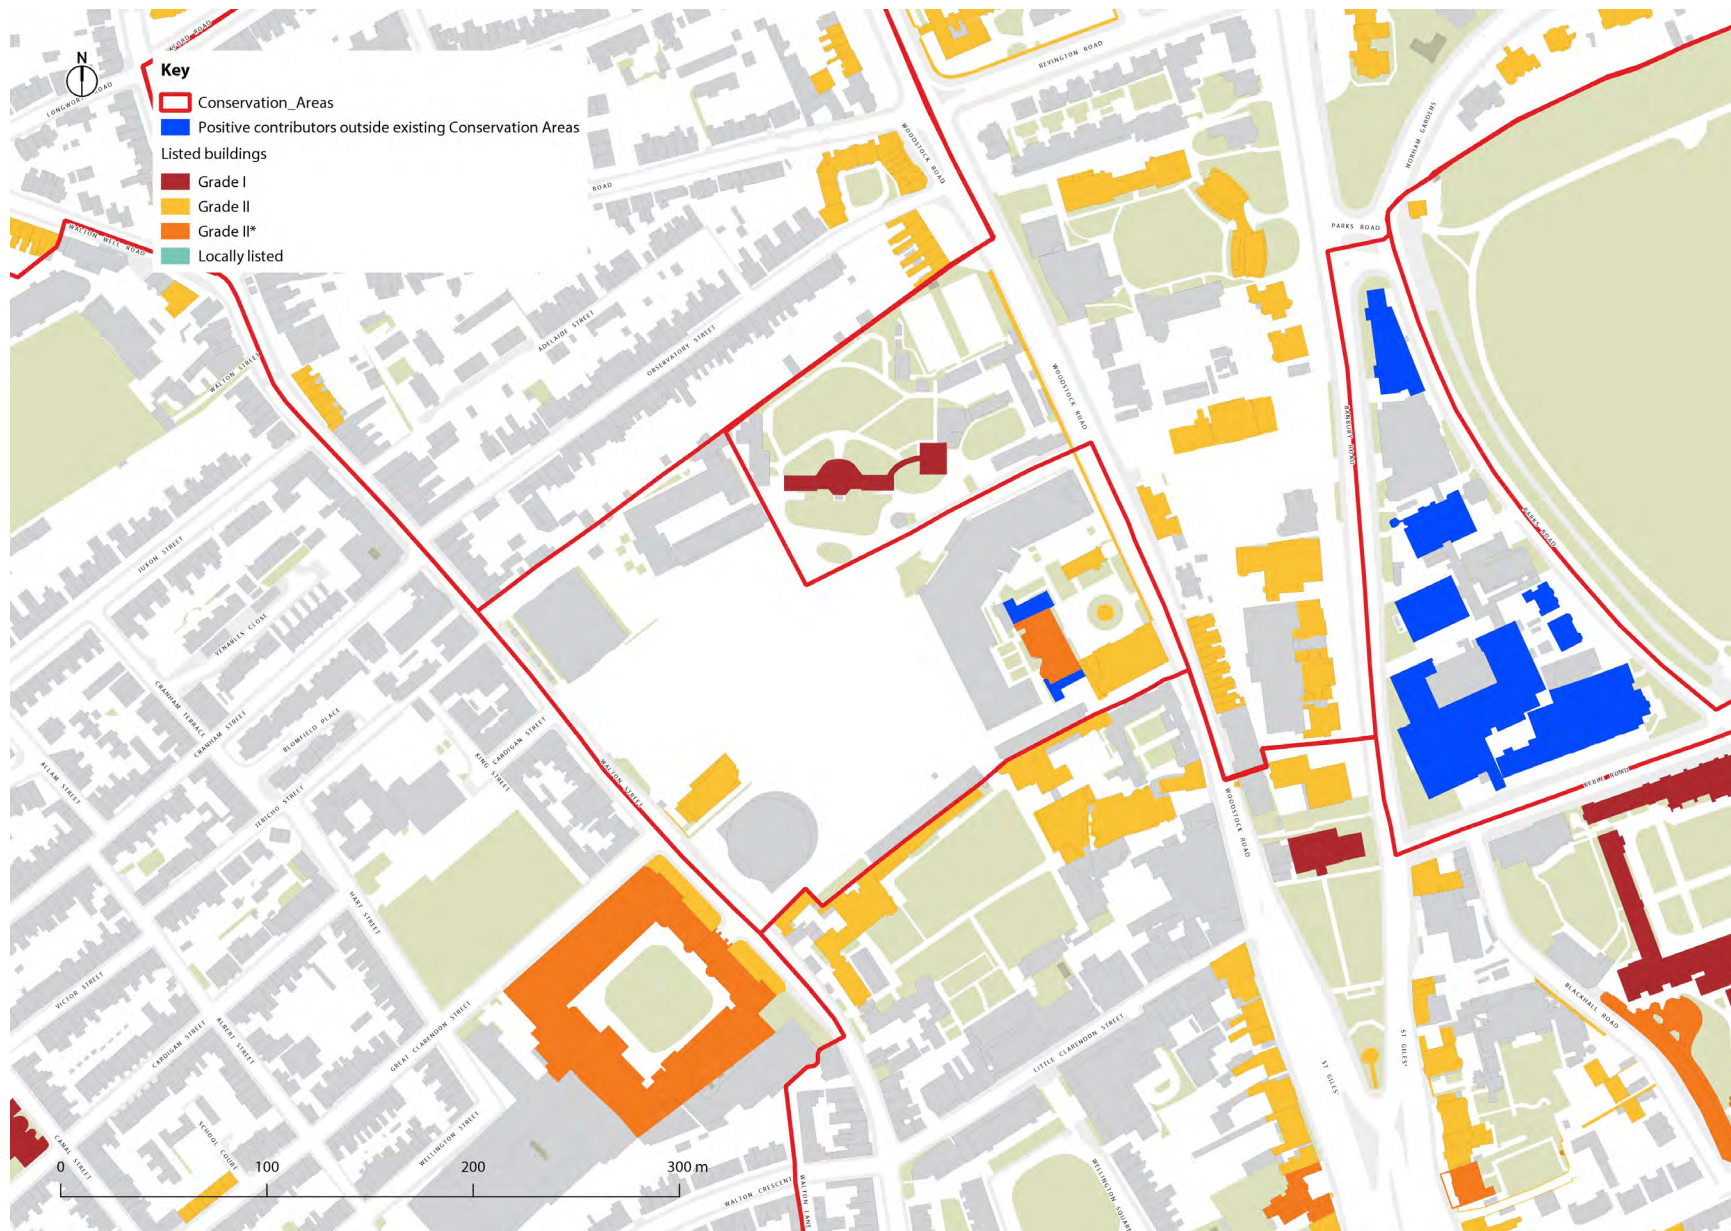 N
Key
Conservation_Areas
Positive contributors outside existing Conservation Areas
Listed buildings
Grade I
Grade II
Grade II*
Locally listed
BEVINGTON ROAD
WOODSTOCK ROAD
NORHAM GARDENS
ROAD
WALTON WELL ROAD
PARKS ROAD
ADELAIDE STREET
OBSERVATORY STREET
WALTON STREET
WOODSTOCK ROAD
BANBURY ROAD
PARKS ROAD
JUXON STREET
VENABLES CLOSE
CRANHAM TERRACE
CRANHAM STREET
BLOMFIELD PLACE
CARDIGAN STREET
KING STREET
ALLAM STREET
WALTON STREET
JERICHO STREET
KEBLE ROAD
WOODSTOCK ROAD
HART STREET
VICTOR STREET
GREAT CLARENDON STREET
CARDIGAN STREET
ALBERT STREET
BLACKHALL ROAD
LITTLE CLARENDON STREET
ST GILES'
ST GILES'
WELLINGTON STREET
SCHOOL COURT
CANAL STREET
WALTON CRESCENT
WALTON LANE
WELLINGTON SQUARE
0 100 200 300 m